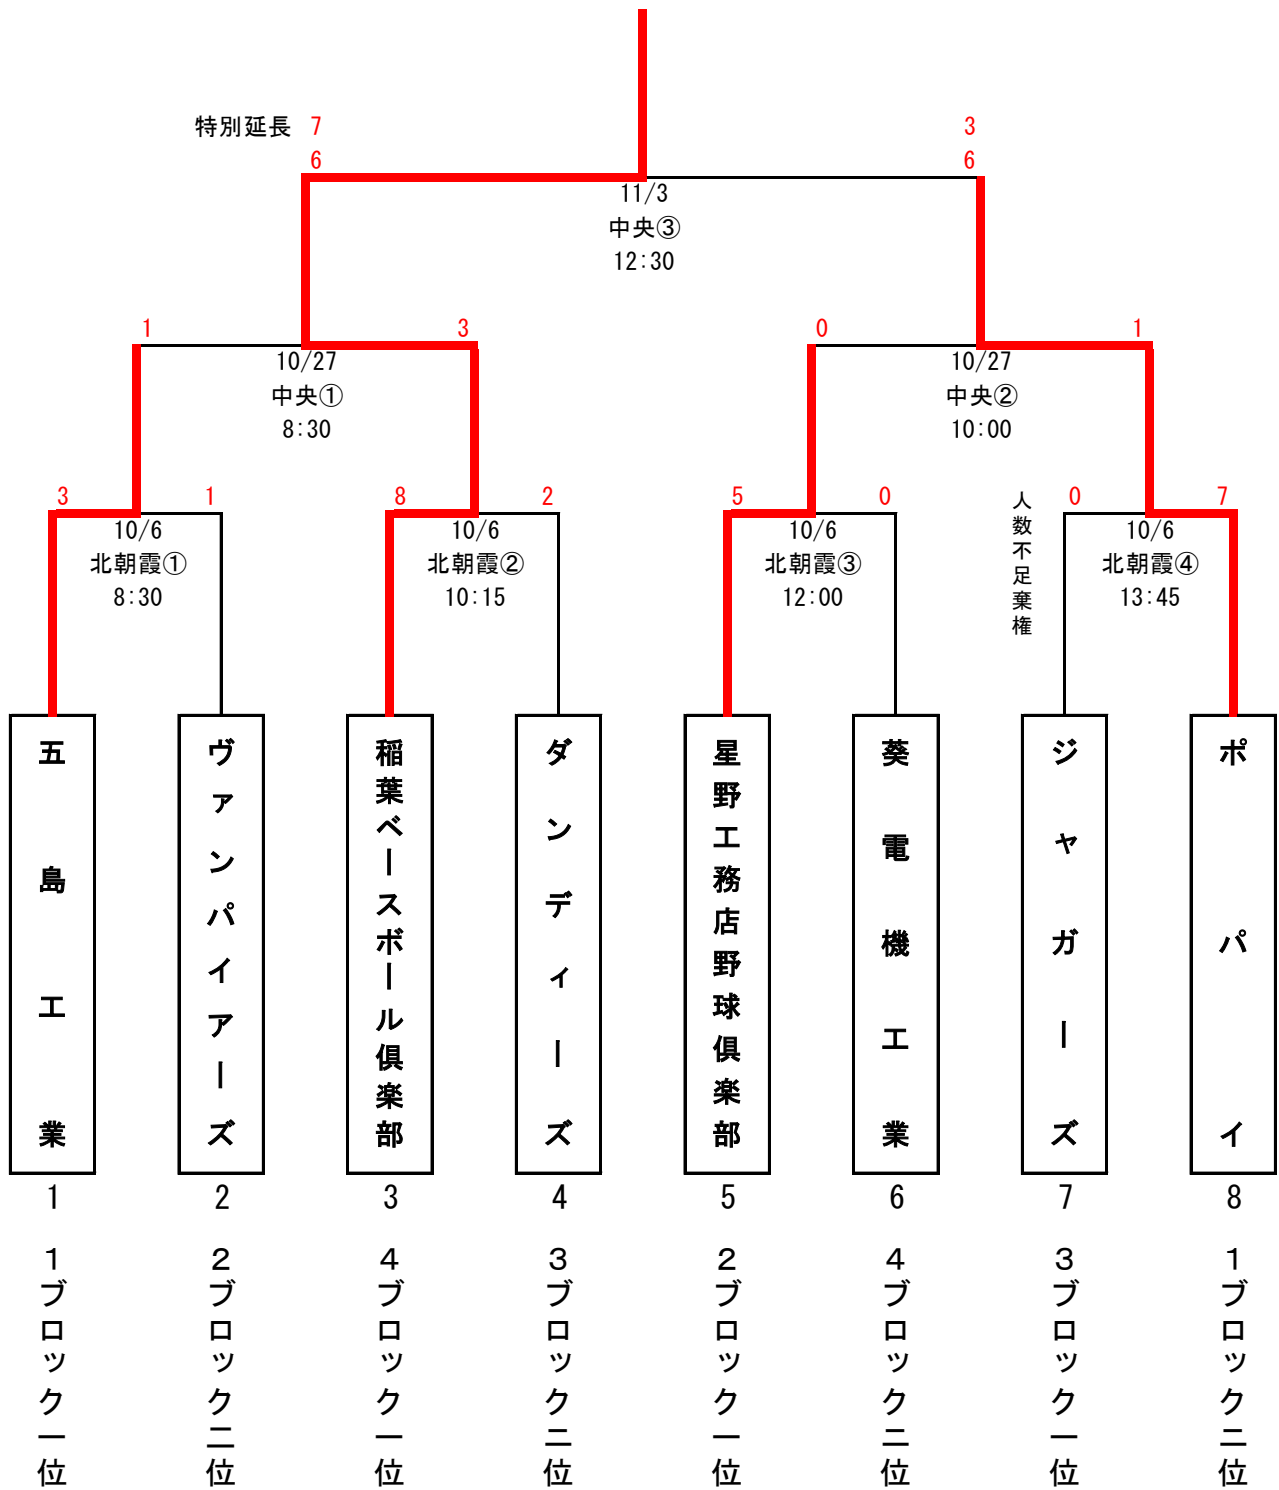 特別延長 7 3
6 6
11/3
中央③
12:30
1 3 0 1
10/27
中央①
8:30
10/27
中央②
10:00
3 1 8 2 5 0 0 7
10/6
北朝霞①
8:30
10/6
北朝霞②
10:15
10/6
北朝霞③
12:00
人数不足棄権
10/6
北朝霞④
13:45
五島工業
ヴァンパイアーズ
稲葉ベースボール倶楽部
ダンディーズ
星野工務店野球倶楽部
葵電機工業
ジャガーズ
ポパイ
1 2 3 4 5 6 7 8
1ブロック一位
2ブロック二位
4ブロック一位
3ブロック二位
2ブロック一位
4ブロック二位
3ブロック一位
1ブロック二位